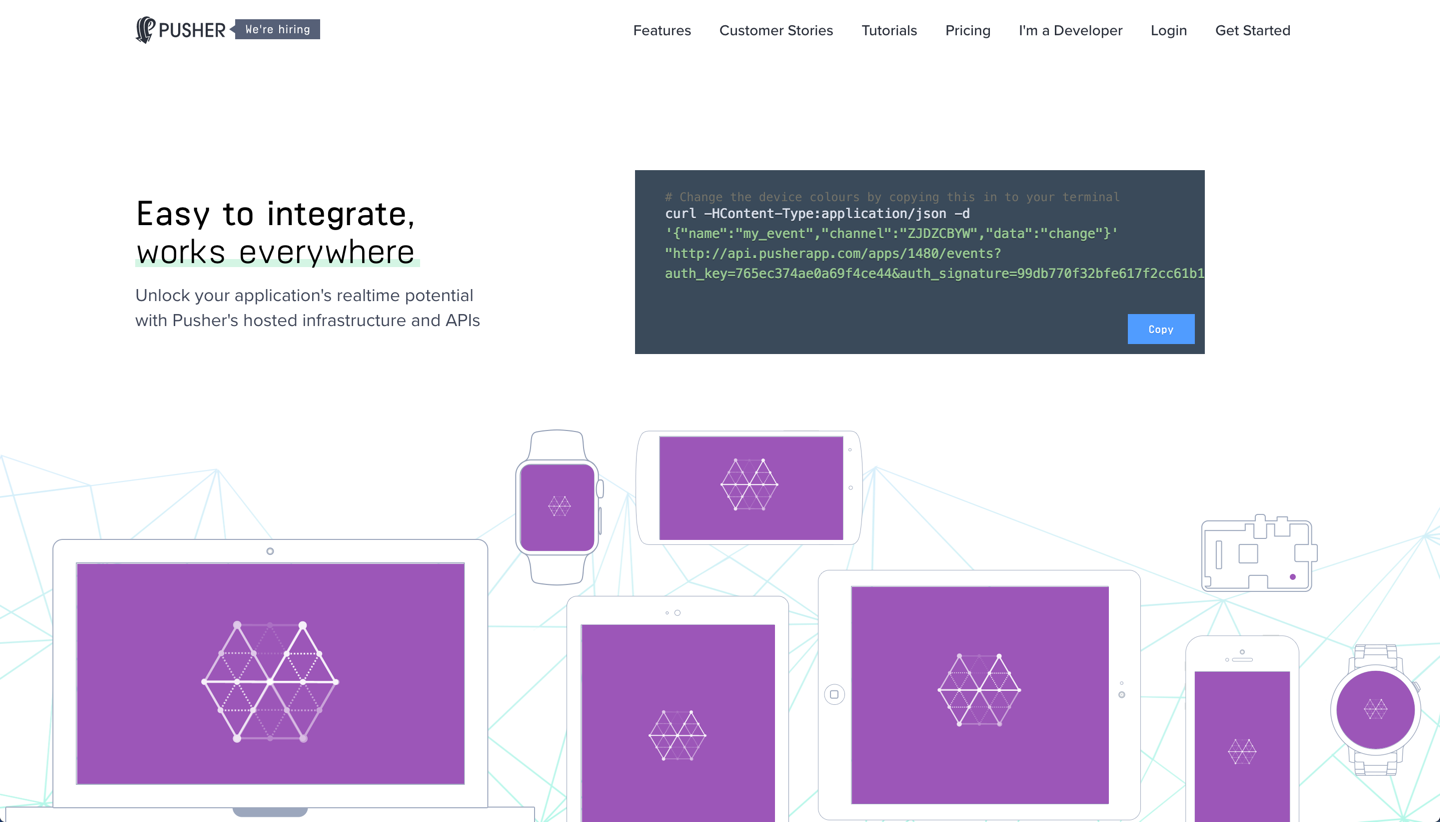 PUSHER
We're hiring
Features
Customer Stories
Tutorials
Pricing
I'm a Developer
Login
Get Started
Easy to integrate,
works everywhere
Unlock your application's realtime potential
with Pusher's hosted infrastructure and APIs
# Change the device colours by copying this in to your terminal
curl -HContent-Type:application/json -d
'{"name":"my_event","channel":"ZJDZCBYW","data":"change"}'
"http://api.pusherapp.com/apps/1480/events?
auth_key=765ec374ae0a69f4ce44&auth_signature=99db770f32bfe617f2cc61b1
Copy